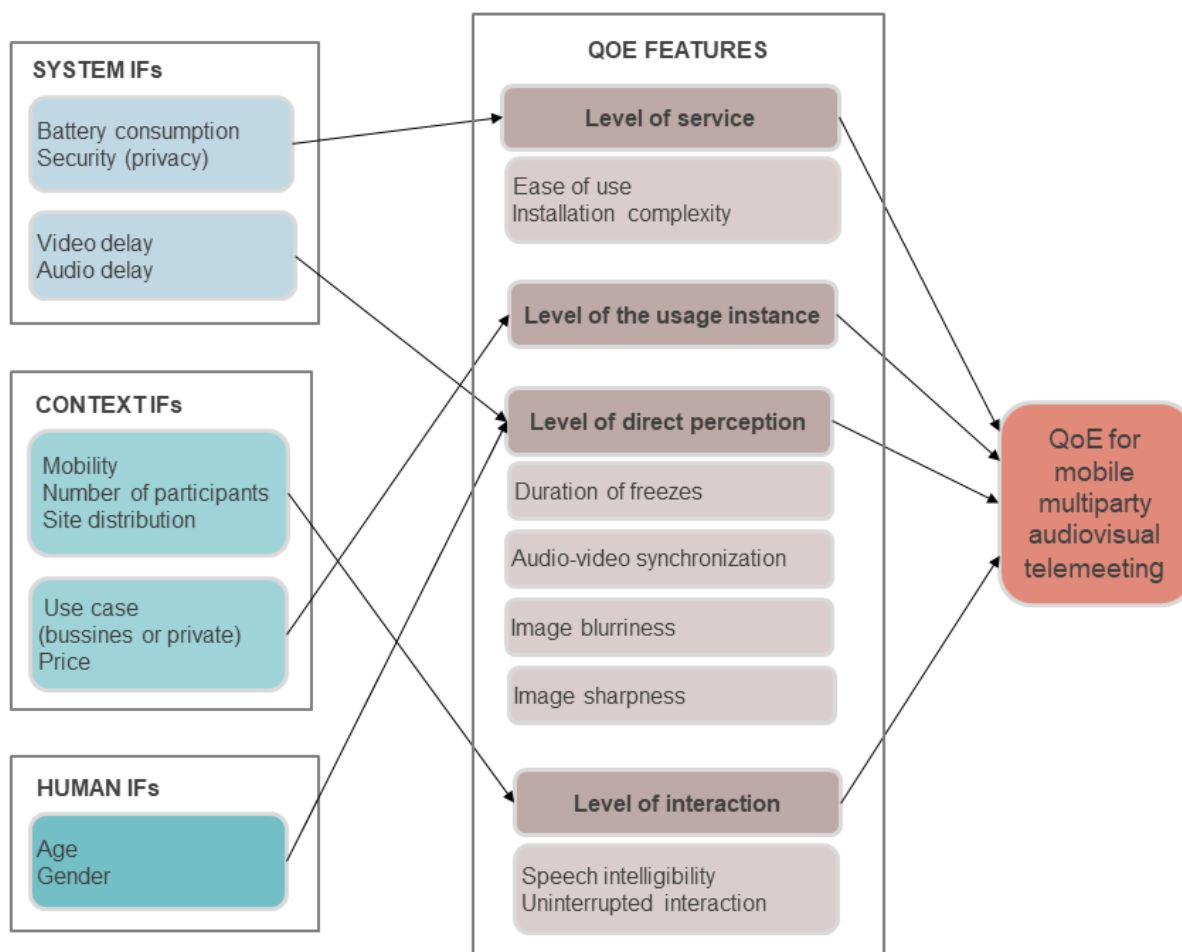 SYSTEM IFs
Battery consumption
Security (privacy)
Video delay
Audio delay
CONTEXT IFs
Mobility
Number of participants
Site distribution
Use case
(bussines or private)
Price
HUMAN IFs
Age
Gender
QOE FEATURES
Level of service
Ease of use
Installation complexity
Level of the usage instance
Level of direct perception
Duration of freezes
Audio-video synchronization
Image blurriness
Image sharpness
Level of interaction
Speech intelligibility
Uninterrupted interaction
QoE for
mobile
multiparty
audiovisual
telemeeting